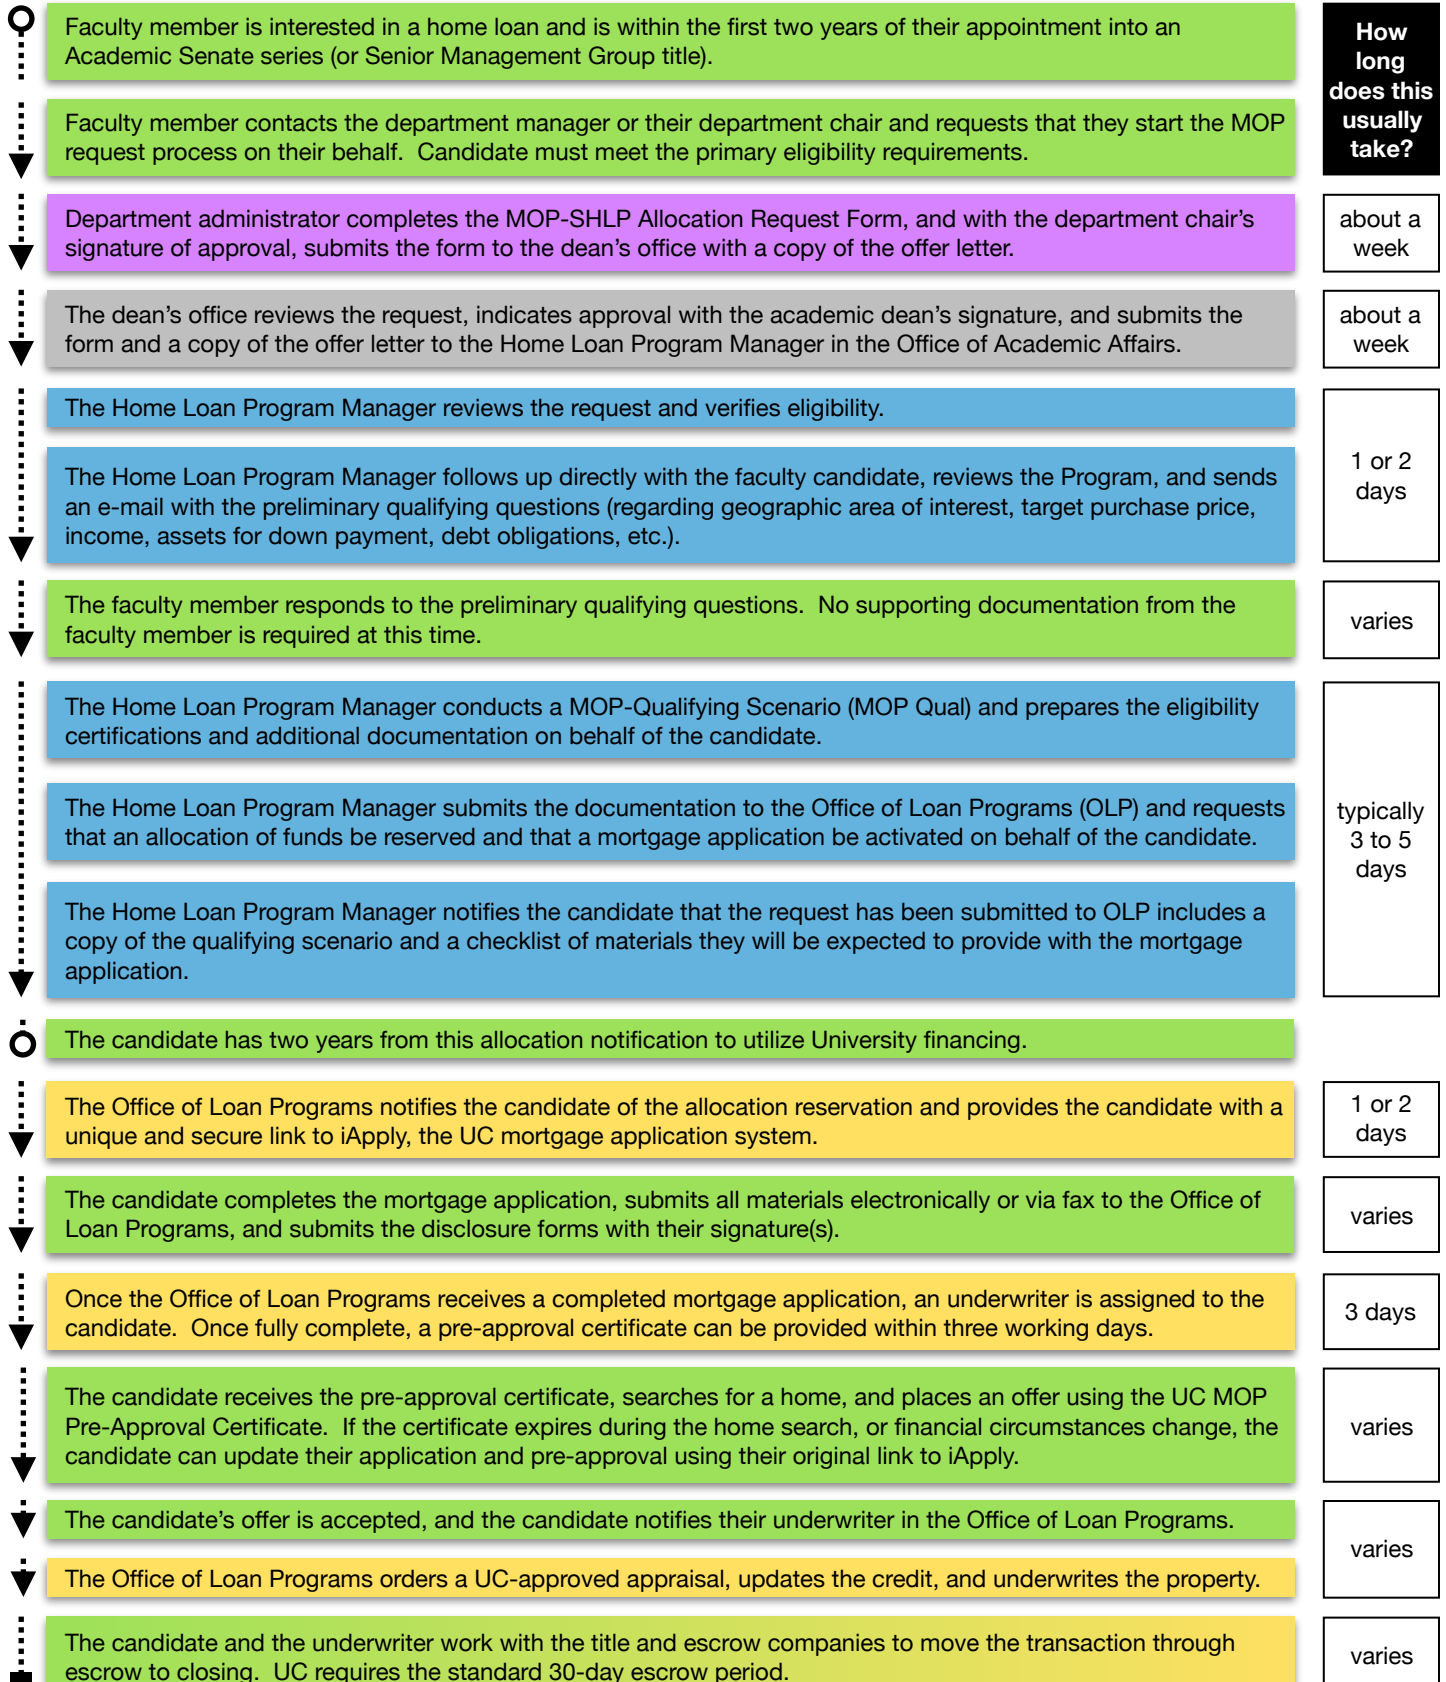 Faculty member is interested in a home loan and is within the first two years of their appointment into an
Academic Senate series (or Senior Management Group title).
How
long
does this
usually
take?
Faculty member contacts the department manager or their department chair and requests that they start the MOP
request process on their behalf.  Candidate must meet the primary eligibility requirements.
Department administrator completes the MOP-SHLP Allocation Request Form, and with the department chair’s
signature of approval, submits the form to the dean’s office with a copy of the offer letter.
about a
week
The dean’s office reviews the request, indicates approval with the academic dean’s signature, and submits the
form and a copy of the offer letter to the Home Loan Program Manager in the Office of Academic Affairs.
about a
week
The Home Loan Program Manager reviews the request and verifies eligibility.
The Home Loan Program Manager follows up directly with the faculty candidate, reviews the Program, and sends
an e-mail with the preliminary qualifying questions (regarding geographic area of interest, target purchase price,
income, assets for down payment, debt obligations, etc.).
1 or 2
days
The faculty member responds to the preliminary qualifying questions.  No supporting documentation from the
faculty member is required at this time.
varies
The Home Loan Program Manager conducts a MOP-Qualifying Scenario (MOP Qual) and prepares the eligibility
certifications and additional documentation on behalf of the candidate.
The Home Loan Program Manager submits the documentation to the Office of Loan Programs (OLP) and requests
that an allocation of funds be reserved and that a mortgage application be activated on behalf of the candidate.
The Home Loan Program Manager notifies the candidate that the request has been submitted to OLP includes a
copy of the qualifying scenario and a checklist of materials they will be expected to provide with the mortgage
application.
typically
3 to 5
days
The candidate has two years from this allocation notification to utilize University financing.
The Office of Loan Programs notifies the candidate of the allocation reservation and provides the candidate with a
unique and secure link to iApply, the UC mortgage application system.
1 or 2
days
The candidate completes the mortgage application, submits all materials electronically or via fax to the Office of
Loan Programs, and submits the disclosure forms with their signature(s).
varies
Once the Office of Loan Programs receives a completed mortgage application, an underwriter is assigned to the
candidate.  Once fully complete, a pre-approval certificate can be provided within three working days.
3 days
The candidate receives the pre-approval certificate, searches for a home, and places an offer using the UC MOP
Pre-Approval Certificate.  If the certificate expires during the home search, or financial circumstances change, the
candidate can update their application and pre-approval using their original link to iApply.
varies
The candidate’s offer is accepted, and the candidate notifies their underwriter in the Office of Loan Programs.
The Office of Loan Programs orders a UC-approved appraisal, updates the credit, and underwrites the property.
varies
The candidate and the underwriter work with the title and escrow companies to move the transaction through
escrow to closing.  UC requires the standard 30-day escrow period.
varies